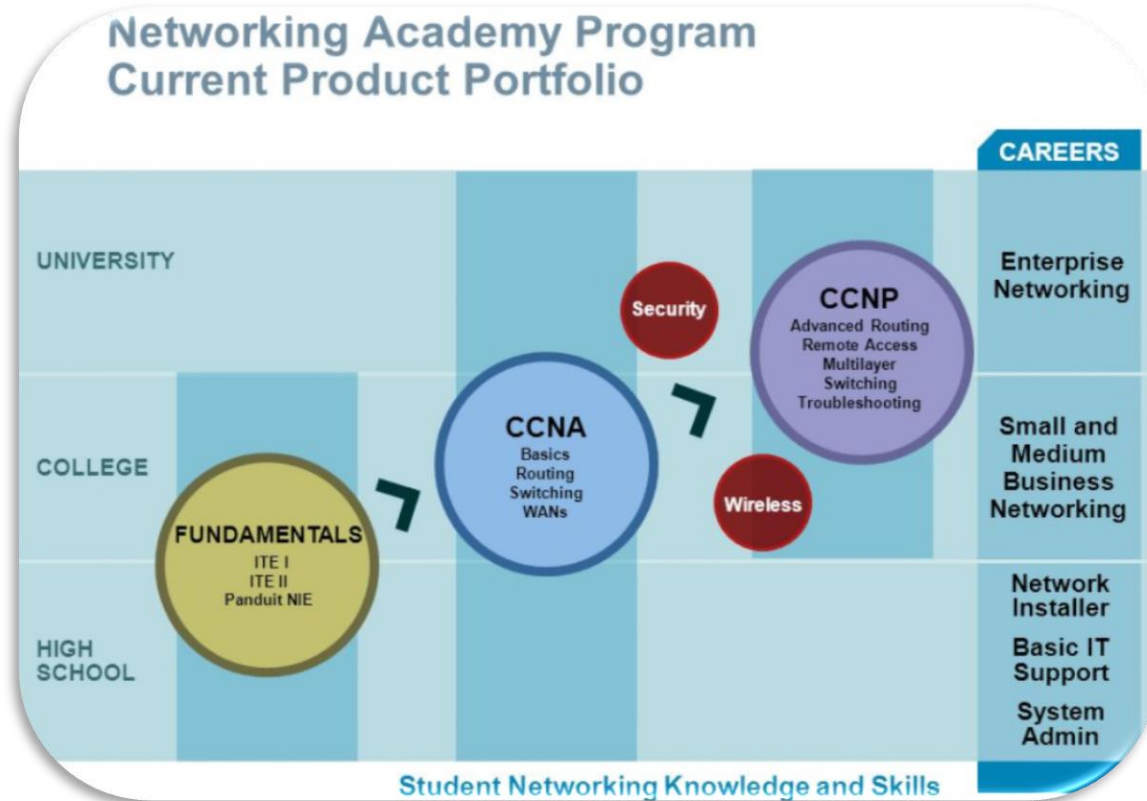 Networking Academy Program
Current Product Portfolio
CAREERS
UNIVERSITY
Security
CCNP
Advanced Routing
Remote Access
Multilayer
Switching
Troubleshooting
Enterprise
Networking
COLLEGE
FUNDAMENTALS
ITE I
ITE II
Panduit NIE
CCNA
Basics
Routing
Switching
WANs
Wireless
Small and
Medium
Business
Networking
HIGH
SCHOOL
Network
Installer
Basic IT
Support
System
Admin
Student Networking Knowledge and Skills